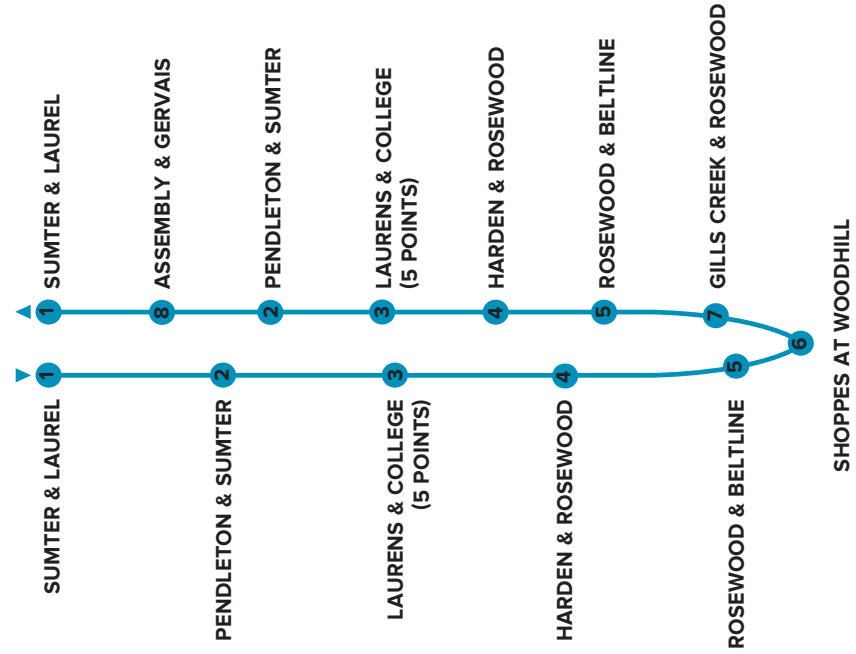 1 SUMTER & LAUREL
8 ASSEMBLY & GERVAIS
2 PENDLETON & SUMTER
3 LAURENS & COLLEGE
(5 POINTS)
4 HARDEN & ROSEWOOD
5 ROSEWOOD & BELTLINE
7 GILLS CREEK & ROSEWOOD
SUMTER & LAUREL 1
PENDLETON & SUMTER 2
LAURENS & COLLEGE 3
(5 POINTS)
HARDEN & ROSEWOOD 4
ROSEWOOD & BELTLINE 5
6
SHOPPES AT WOODHILL